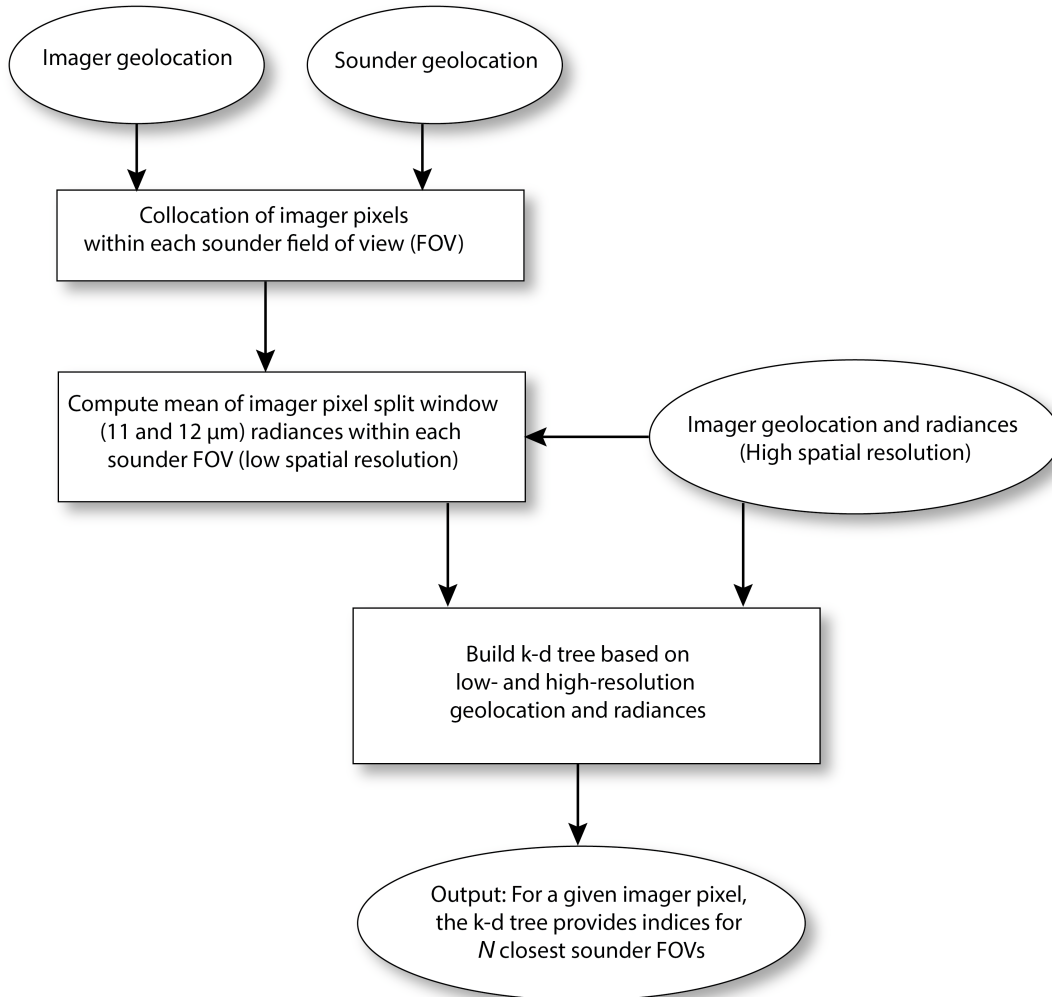 Imager geolocation
Sounder geolocation
Collocation of imager pixels
within each sounder field of view (FOV)
Compute mean of imager pixel split window
(11 and 12 µm) radiances within each
sounder FOV (low spatial resolution)
Imager geolocation and radiances
(High spatial resolution)
Build k-d tree based on
low- and high-resolution
geolocation and radiances
Output: For a given imager pixel,
the k-d tree provides indices for
N closest sounder FOVs